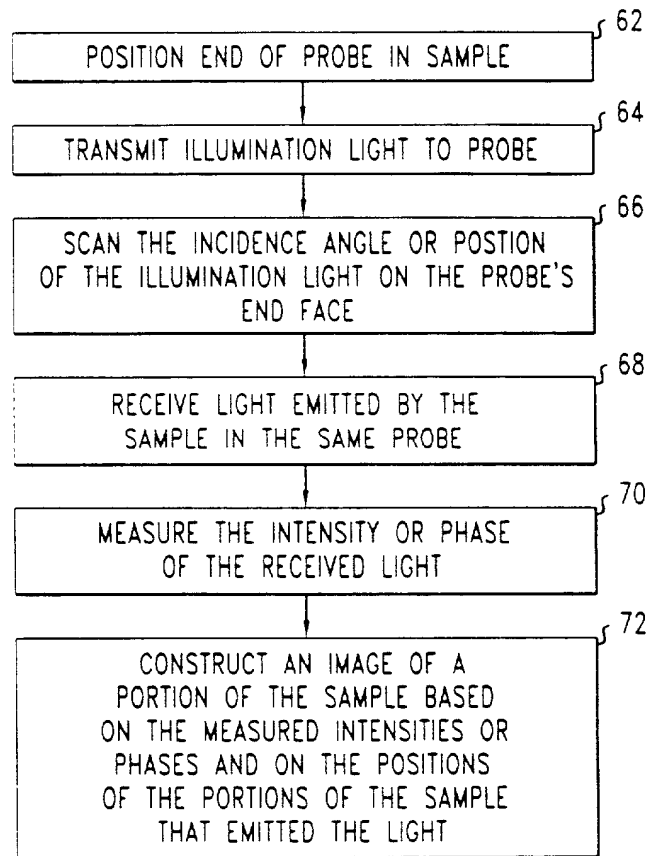 62
POSITION END OF PROBE IN SAMPLE
64
TRANSMIT ILLUMINATION LIGHT TO PROBE
66
SCAN THE INCIDENCE ANGLE OR POSTION
OF THE ILLUMINATION LIGHT ON THE PROBE'S
END FACE
68
RECEIVE LIGHT EMITTED BY THE
SAMPLE IN THE SAME PROBE
70
MEASURE THE INTENSITY OR PHASE
OF THE RECEIVED LIGHT
72
CONSTRUCT AN IMAGE OF A
PORTION OF THE SAMPLE BASED
ON THE MEASURED INTENSITIES OR
PHASES AND ON THE POSITIONS
OF THE PORTIONS OF THE SAMPLE
THAT EMITTED THE LIGHT